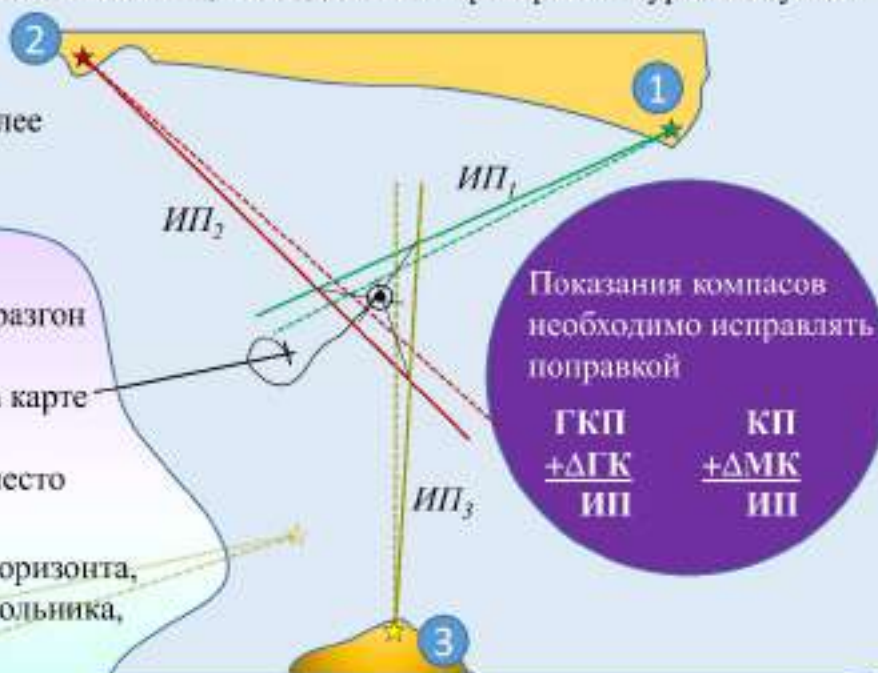 2
1
лее
ИП₁
ИП₂
разгон
карте
место
оризонта,
ольника,
Показания компасов
необходимо исправлять
поправкой
ГКП КП
+ΔГК +ΔМК
ИП ИП
ИП₃
3